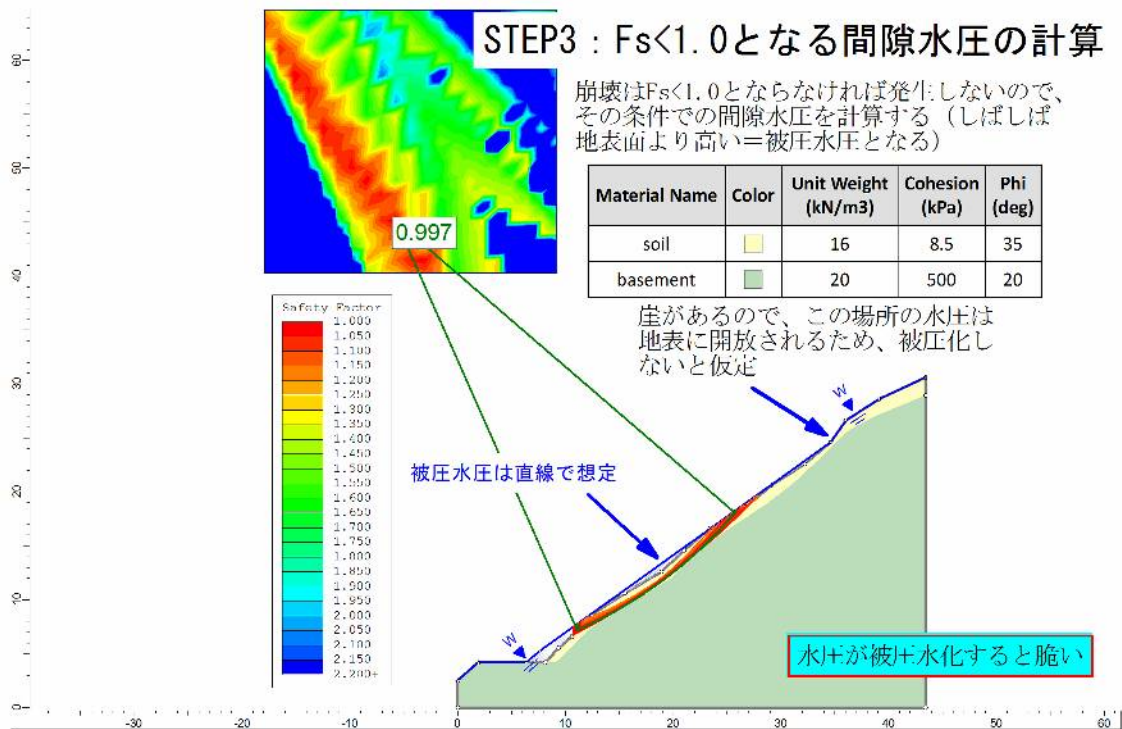 STEP3：Fs<1.0となる間隙水圧の計算
崩壊はFs<1.0とならなければ発生しないので、
その条件での間隙水圧を計算する（しばしば
地表面より高い＝被圧水圧となる）
Material Name Color Unit Weight (kN/m3) Cohesion (kPa) Phi (deg)
soil 16 8.5 35
basement 20 500 20
崖があるので、この場所の水圧は
地表に開放されるため、被圧化し
ないと仮定
0.997
Safety Factor
1.000
1.050
1.100
1.150
1.200
1.250
1.300
1.350
1.400
1.450
1.500
1.550
1.600
1.650
1.700
1.750
1.800
1.850
1.900
1.950
2.000
2.050
2.100
2.150
2.200+
被圧水圧は直線で想定
W
W
水圧が被圧水化すると脆い
60
50
40
30
20
10
0
-30 -20 -10 0 10 20 30 40 50 60